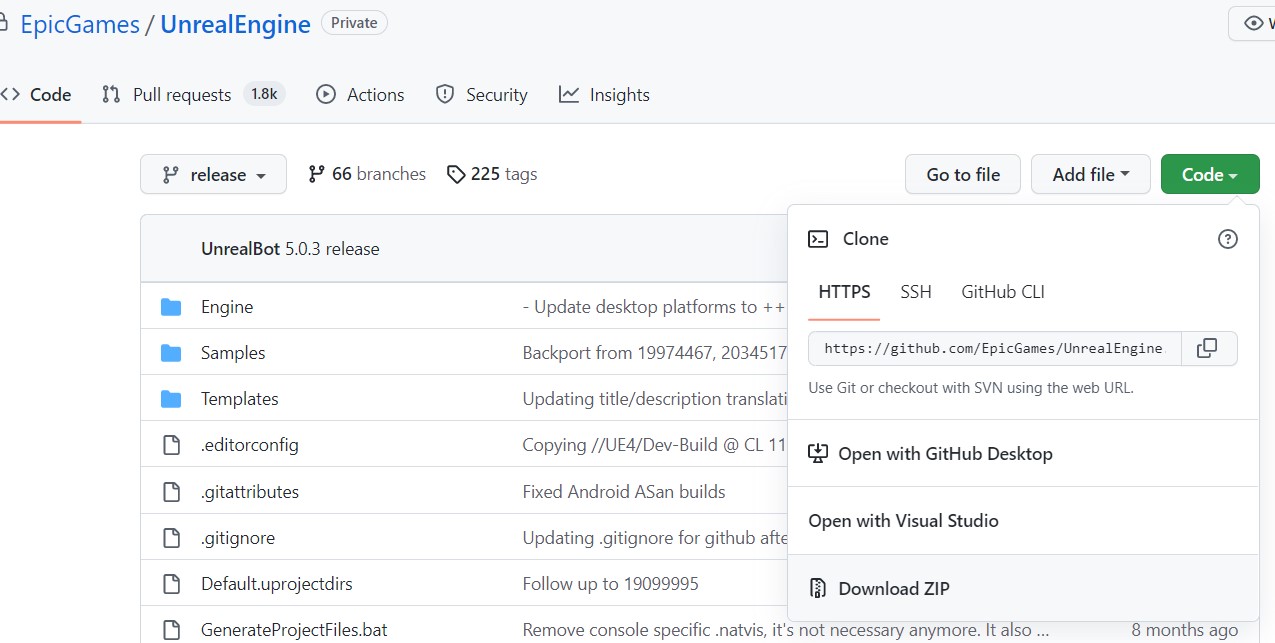 EpicGames / UnrealEngine Private
Code Pull requests 1.8k Actions Security Insights
release 66 branches 225 tags Go to file Add file Code
UnrealBot 5.0.3 release
Clone
HTTPS SSH GitHub CLI
https://github.com/EpicGames/UnrealEngine.
Use Git or checkout with SVN using the web URL.
Open with GitHub Desktop
Open with Visual Studio
Download ZIP
Engine - Update desktop platforms to ++
Samples Backport from 19974467, 2034517
Templates Updating title/description translati
.editorconfig Copying //UE4/Dev-Build @ CL 11
.gitattributes Fixed Android ASan builds
.gitignore Updating .gitignore for github afte
Default.uprojectdirs Follow up to 19099995
GenerateProjectFiles.bat Remove console specific .natvis, it's not necessary anymore. It also ... 8 months ago